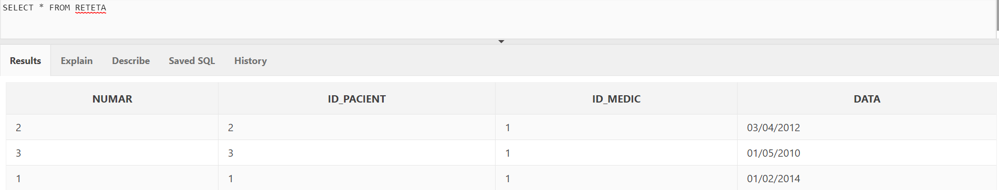 SELECT * FROM RETETA
Results Explain Describe Saved SQL History
NUMAR ID_PACIENT ID_MEDIC DATA
2 2 1 03/04/2012
3 3 1 01/05/2010
1 1 1 01/02/2014